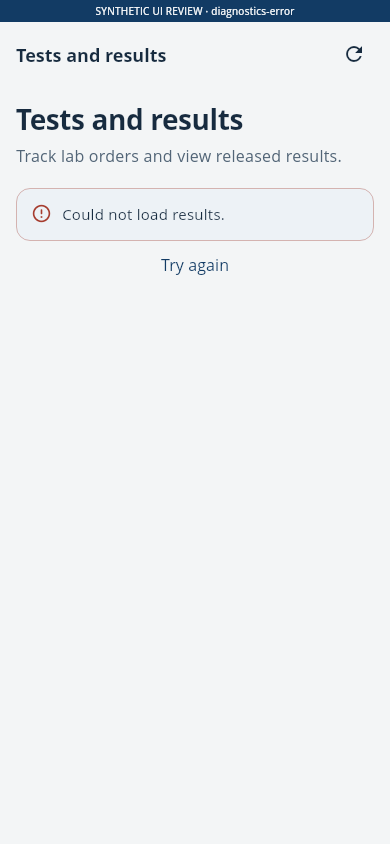 SYNTHETIC UI REVIEW · diagnostics-error
Tests and results
Tests and results
Track lab orders and view released results.
Could not load results.
Try again